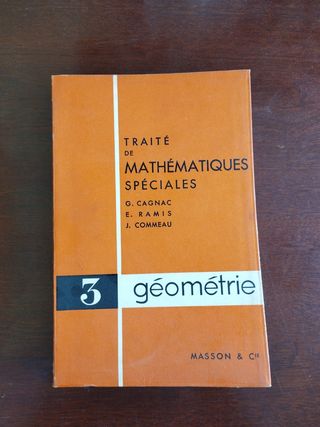 TRAITÉ
DE
MATHÉMATIQUES
SPÉCIALES
G. CAGNAC
E. RAMIS
J. COMMEAU
3 géométrie
MASSON & Cie